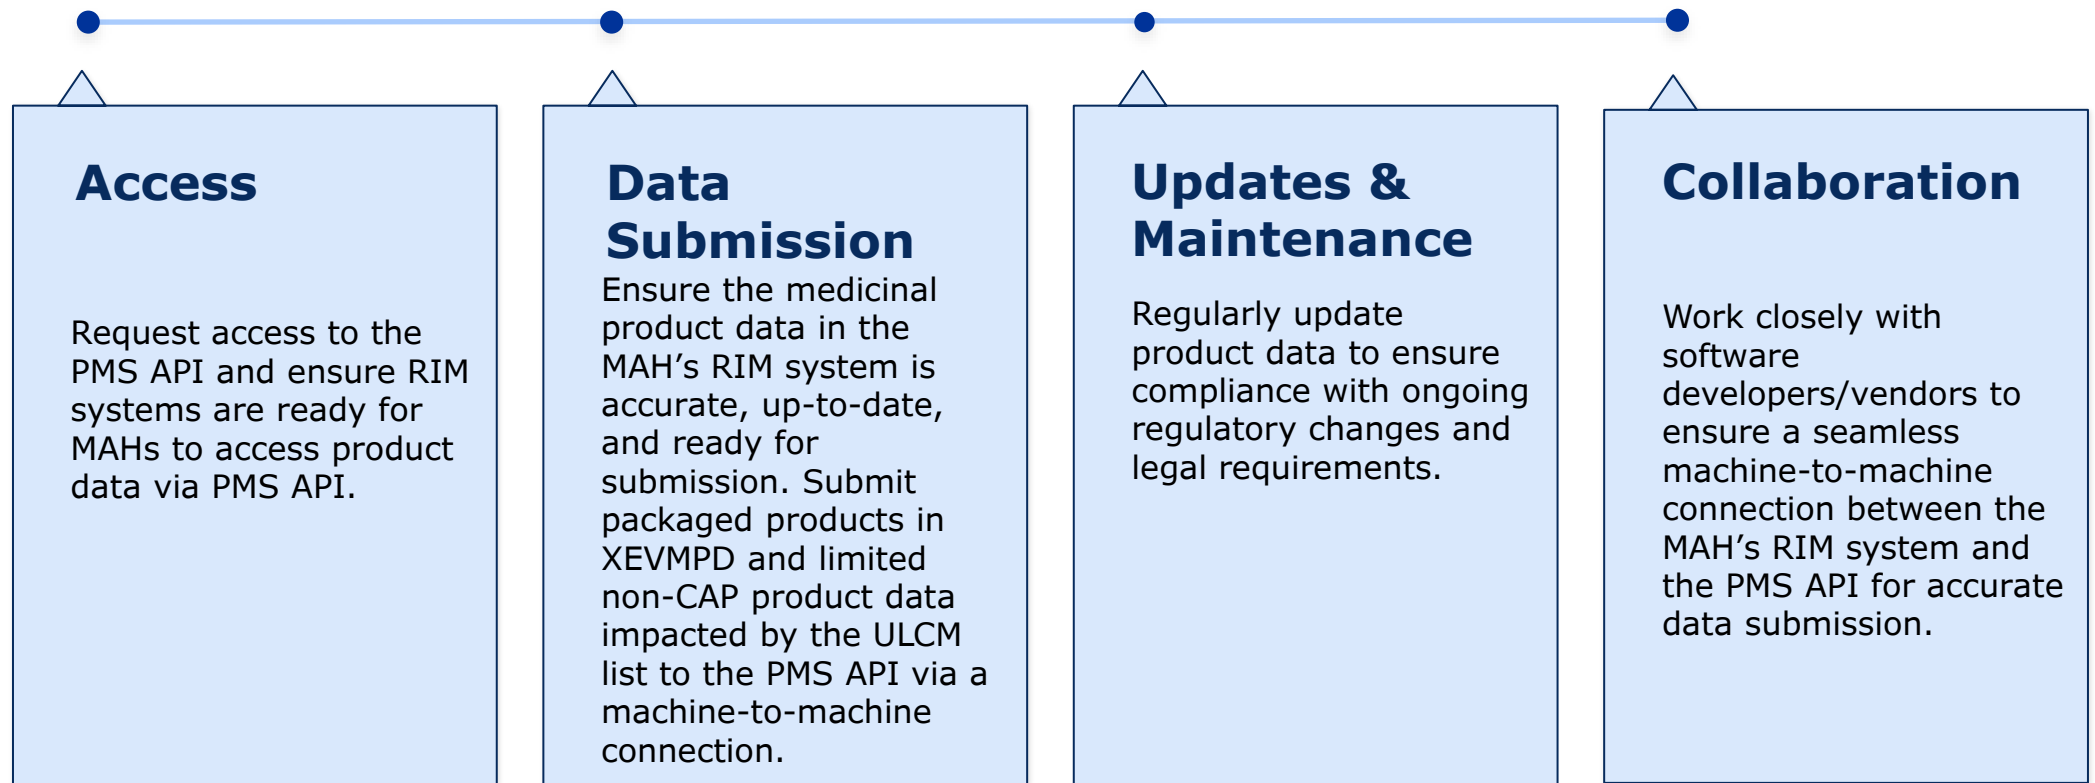 Access
Request access to the
PMS API and ensure RIM
systems are ready for
MAHs to access product
data via PMS API.
Data
Submission
Ensure the medicinal
product data in the
MAH’s RIM system is
accurate, up-to-date,
and ready for
submission. Submit
packaged products in
XEVMPD and limited
non-CAP product data
impacted by the ULCM
list to the PMS API via a
machine-to-machine
connection.
Updates &
Maintenance
Regularly update
product data to ensure
compliance with ongoing
regulatory changes and
legal requirements.
Collaboration
Work closely with
software
developers/vendors to
ensure a seamless
machine-to-machine
connection between the
MAH’s RIM system and
the PMS API for accurate
data submission.